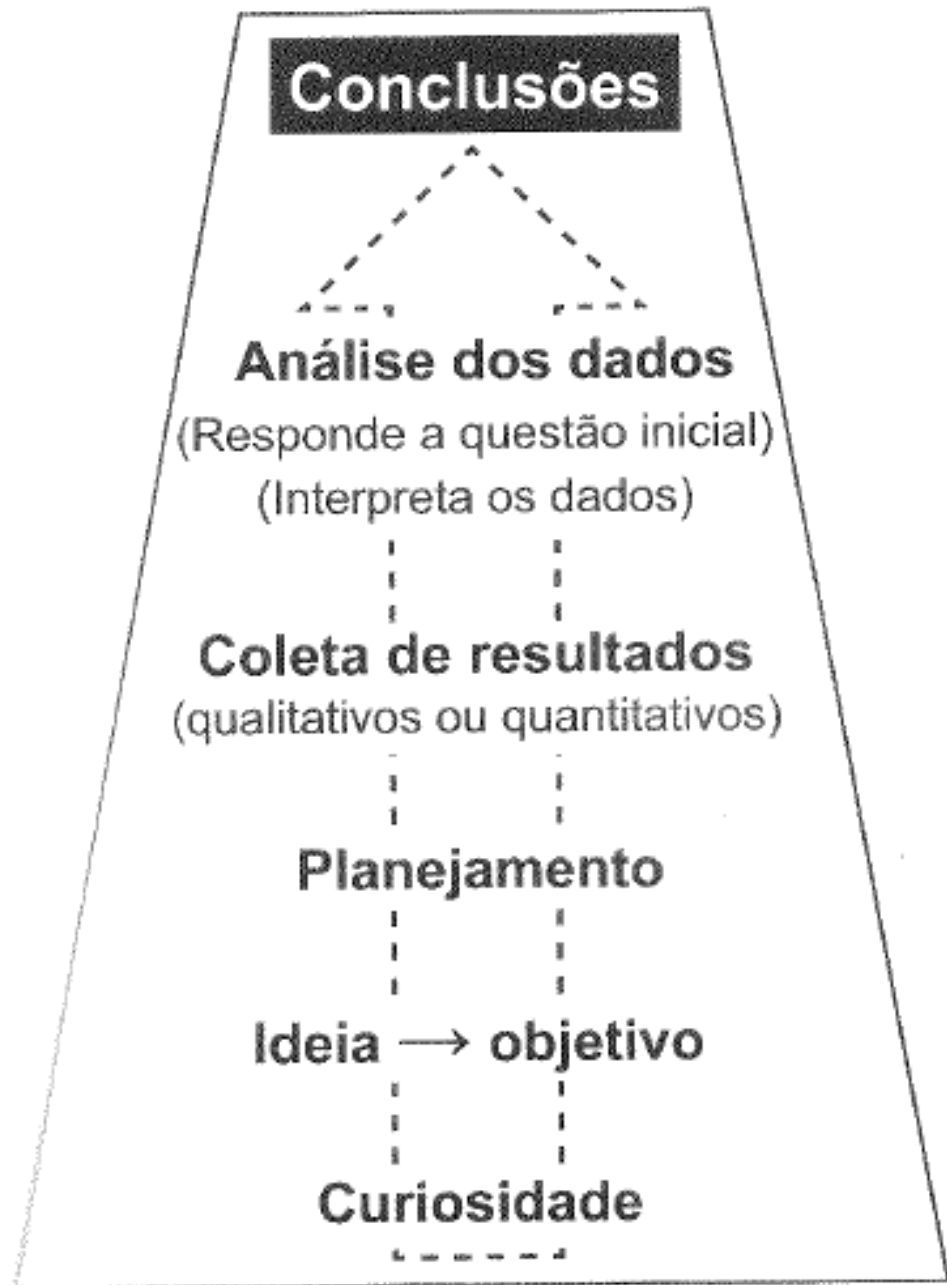 Conclusões
Análise dos dados
(Responde a questão inicial)
(Interpreta os dados)
Coleta de resultados
(qualitativos ou quantitativos)
Planejamento
Ideia → objetivo
Curiosidade